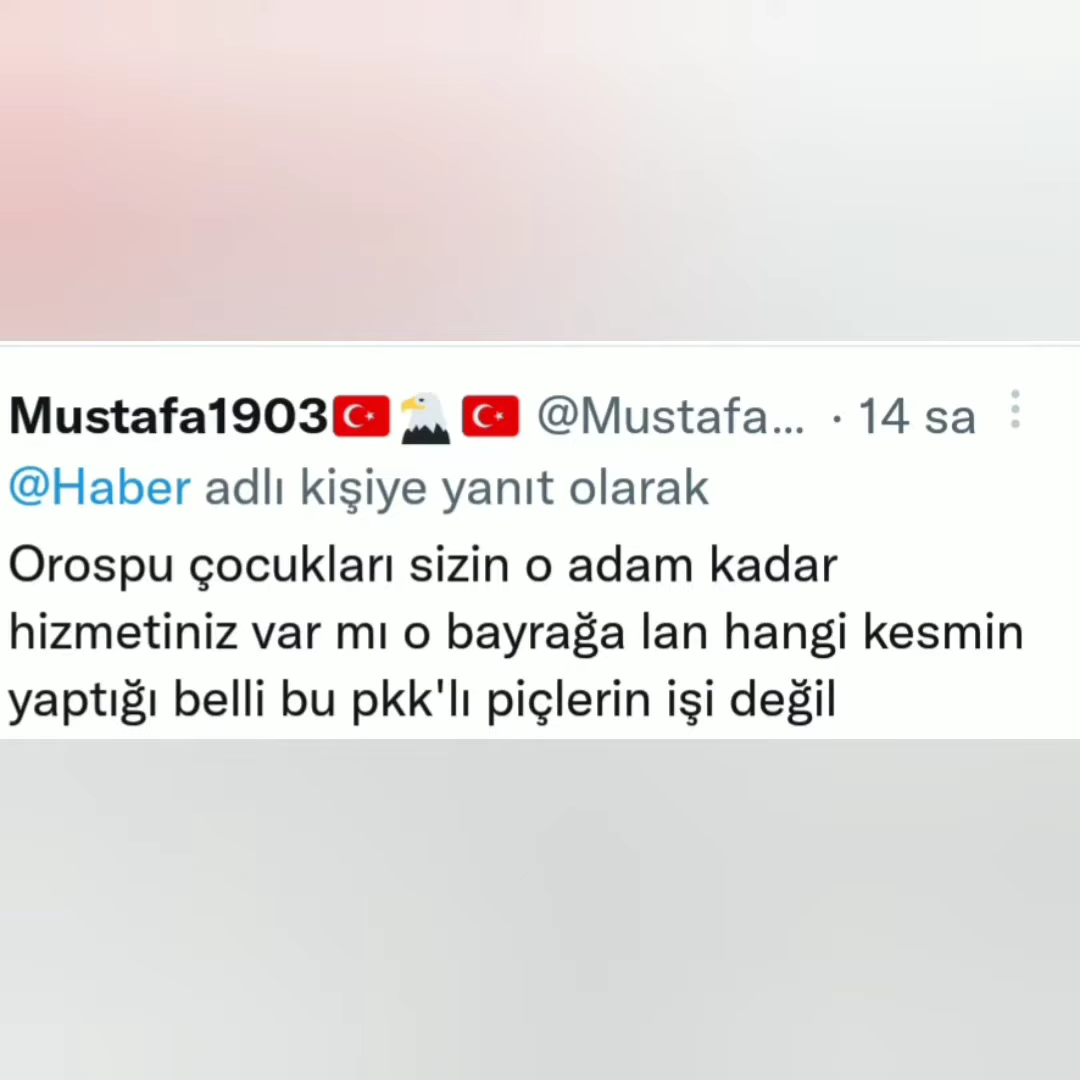 Mustafa1903🇹🇷🦅🇹🇷 @Mustafa... · 14 sa
@Haber adlı kişiye yanıt olarak
Orospu çocukları sizin o adam kadar
hizmetiniz var mı o bayrağa lan hangi kesmin
yaptığı belli bu pkk'lı piçlerin işi değil